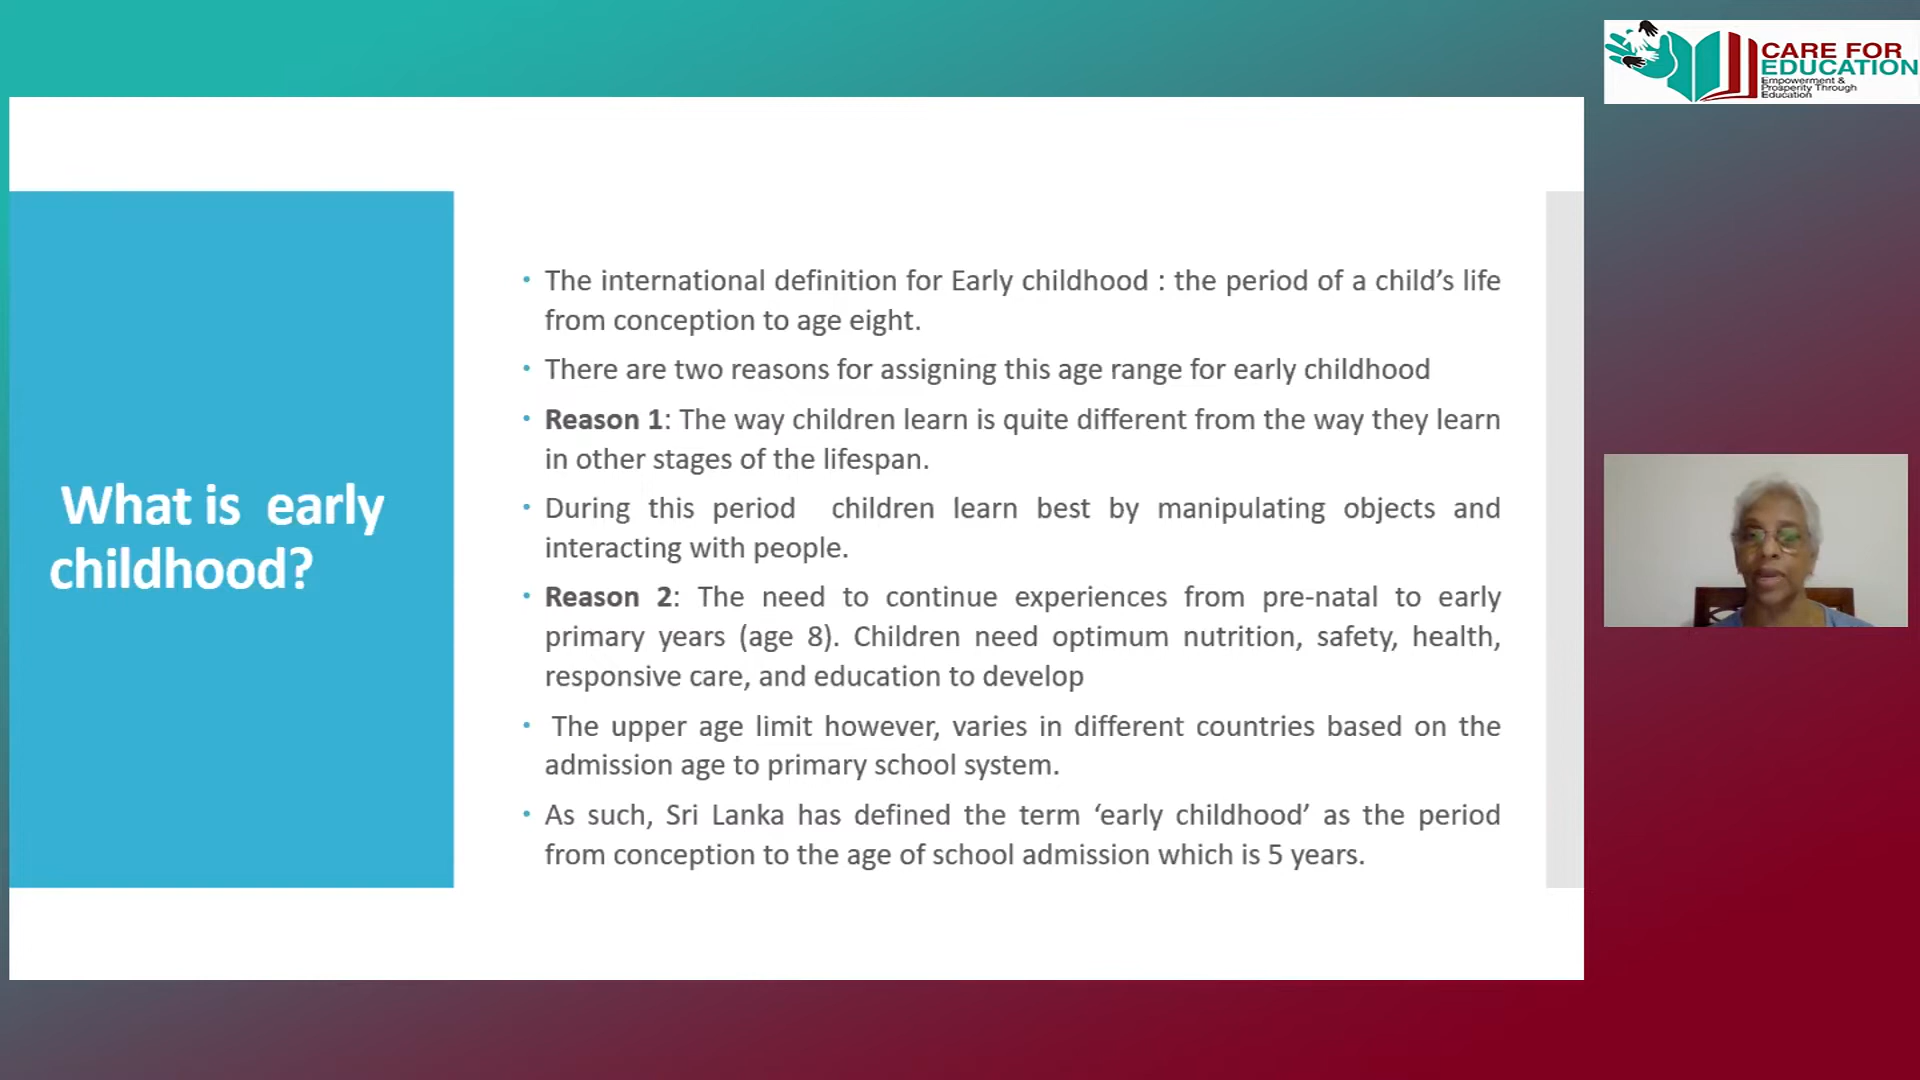 CARE FOR
EDUCATION
Empowerment &
Prosperity Through
Education
What is early
childhood?
• The international definition for Early childhood : the period of a child’s life
from conception to age eight.
• There are two reasons for assigning this age range for early childhood
• Reason 1: The way children learn is quite different from the way they learn
in other stages of the lifespan.
• During this period children learn best by manipulating objects and
interacting with people.
• Reason 2: The need to continue experiences from pre-natal to early
primary years (age 8). Children need optimum nutrition, safety, health,
responsive care, and education to develop
• The upper age limit however, varies in different countries based on the
admission age to primary school system.
• As such, Sri Lanka has defined the term ‘early childhood’ as the period
from conception to the age of school admission which is 5 years.